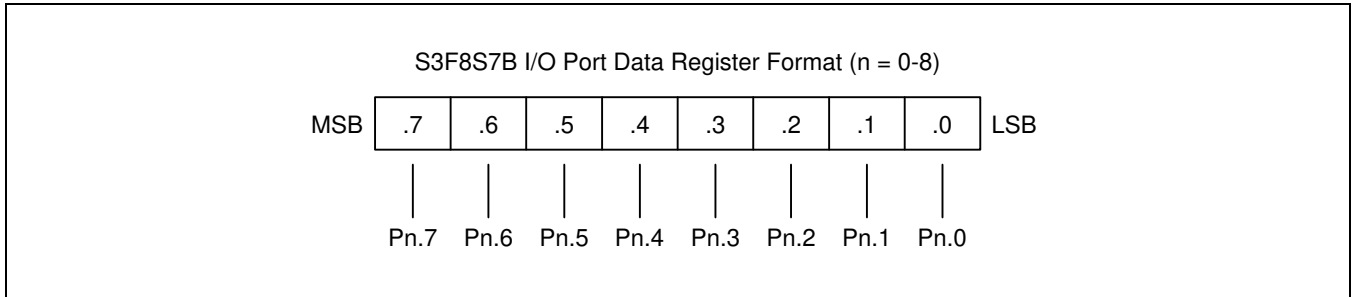 S3F8S7B I/O Port Data Register Format (n = 0-8)
MSB .7 .6 .5 .4 .3 .2 .1 .0 LSB
Pn.7 Pn.6 Pn.5 Pn.4 Pn.3 Pn.2 Pn.1 Pn.0